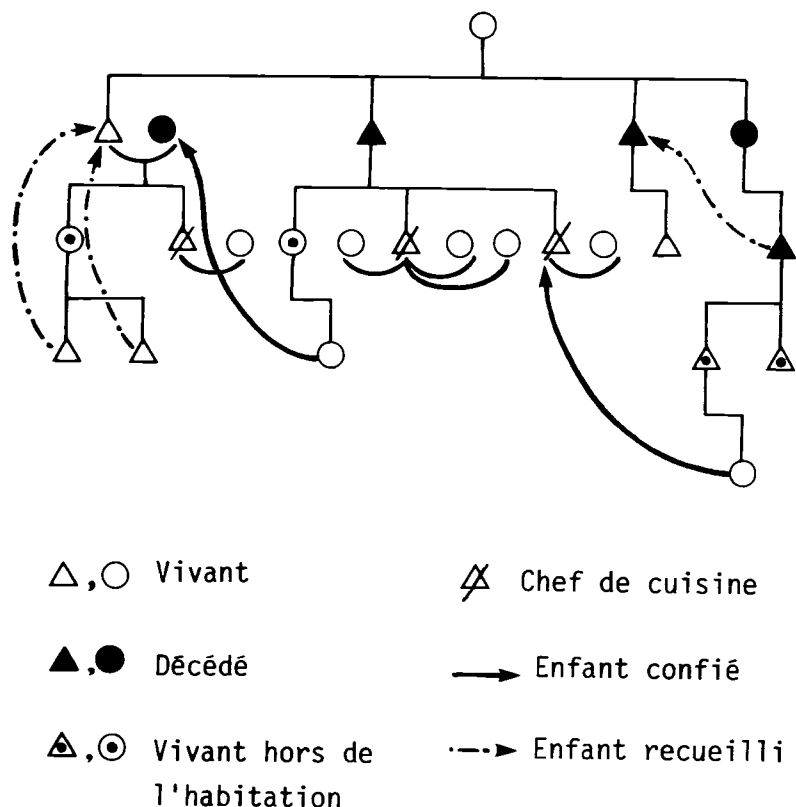 Vivant
Chef de cuisine
Décédé
Enfant confié
Vivant hors de
l'habitation
Enfant recueilli